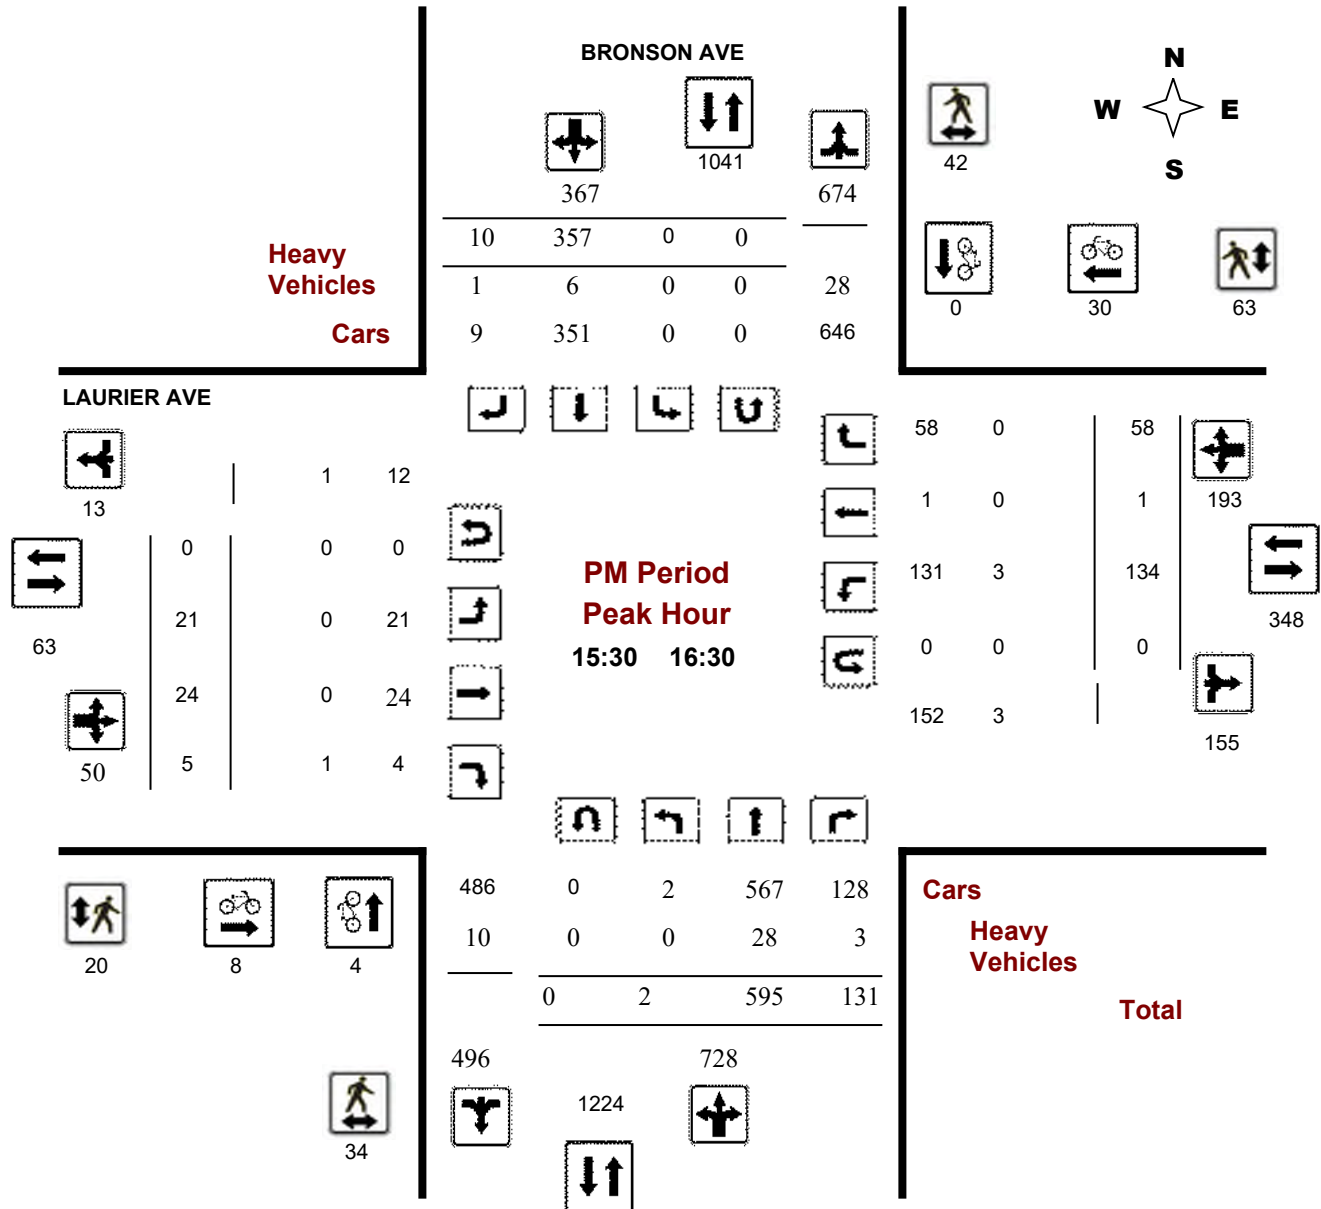 BRONSON AVE
N
W E
S
1041
42
367
674
10 357 0 0
Heavy
Vehicles
1 6 0 0 28
Cars
9 351 0 0 646
0 30 63
LAURIER AVE
58 0 58
1 12
13
1 0 1 193
0 0 0
PM Period
131 3 134
Peak Hour
21 0 21
348
63
15:30 16:30
0 0 0
24 0 24
152 3
155
50
5 1 4
486 0 2 567 128
Cars
10 0 0 28 3
Heavy
Vehicles
20 8 4
0 2 595 131
Total
496 728
1224
34